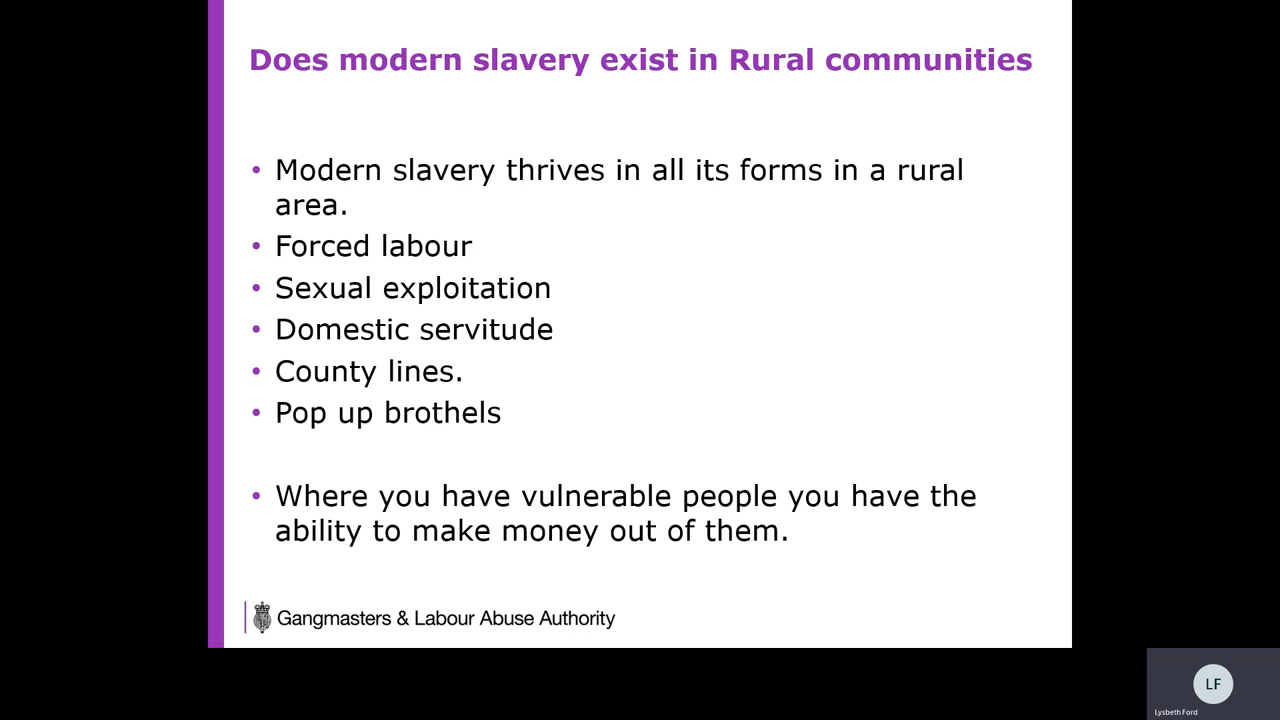 Does modern slavery exist in Rural communities
• Modern slavery thrives in all its forms in a rural
area.
• Forced labour
• Sexual exploitation
• Domestic servitude
• County lines.
• Pop up brothels
• Where you have vulnerable people you have the
ability to make money out of them.
Gangmasters & Labour Abuse Authority
LF
Lysbeth Ford